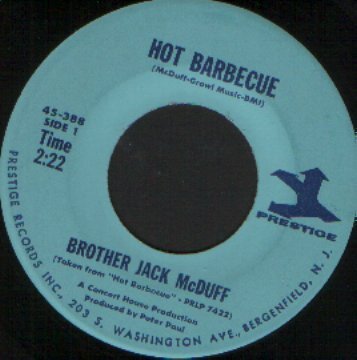 HOT BARBECUE
(McDuff-Growl Music-BMI)
45-388
SIDE 1
Time
2:22
PRESTIGE
BROTHER JACK McDUFF
(Taken from "Hot Barbecue" - PRLP 7422)
A Concert House Production
Produced by Peter Paul
PRESTIGE RECORDS INC., 203 S. WASHINGTON AVE., BERGENFIELD, N. J.